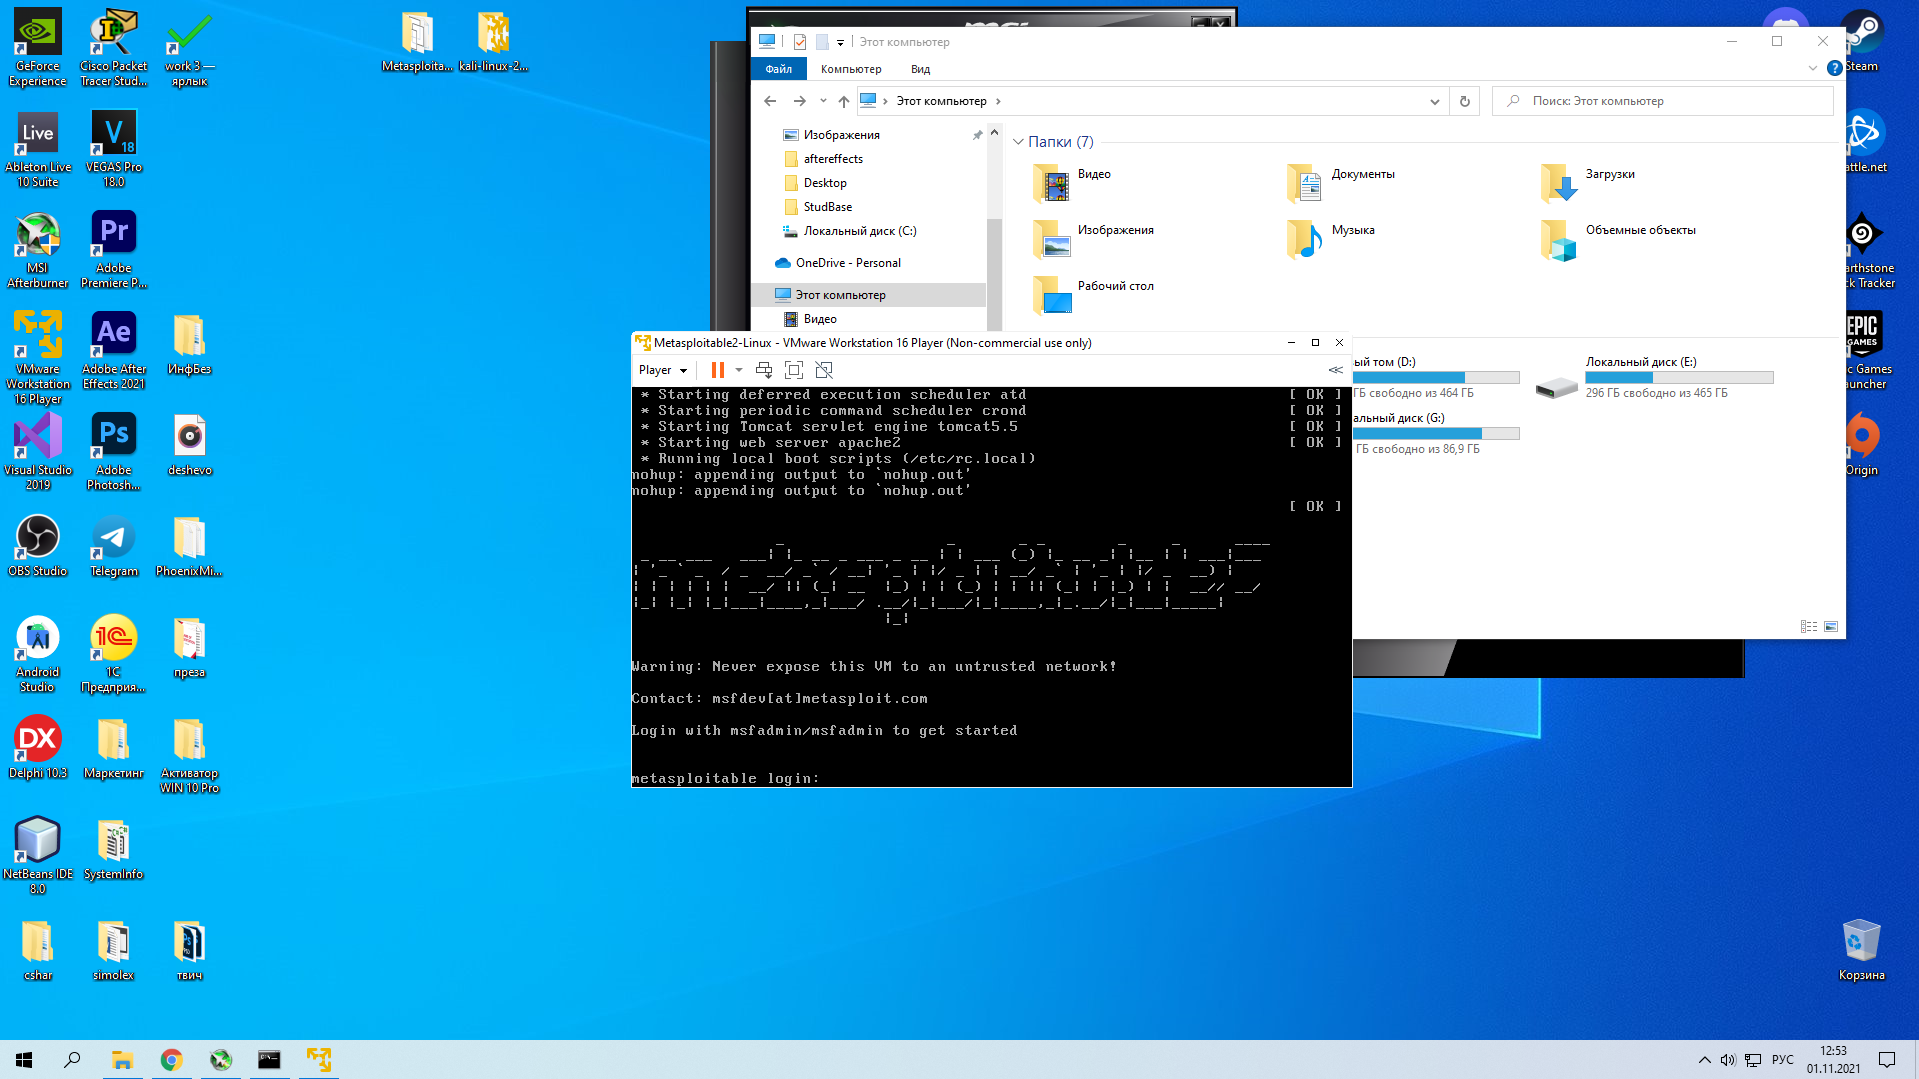 GeForce Experience
Cisco Packet Tracer Stud...
work 3 — ярлык
Metasploita...
kali-linux-2...
Live
Ableton Live 10 Suite
V 18
VEGAS Pro 18.0
MSI Afterburner
Pr
Adobe Premiere P...
VMware Workstation 16 Player
Ae
Adobe After Effects 2021
ИнфБез
Visual Studio 2019
Ps
Adobe Photosh...
deshevo
OBS Studio
Telegram
PhoenixMi...
Android Studio
1С Предприя...
преза
DX
Delphi 10.3
Маркетинг
Активатор WIN 10 Pro
NetBeans IDE 8.0
SystemInfo
cshar
simolex
твич
Этот компьютер
Файл
Компьютер
Вид
Этот компьютер
Поиск: Этот компьютер
Изображения
aftereffects
Desktop
StudBase
Локальный диск (C:)
OneDrive - Personal
Этот компьютер
Видео
Папки (7)
Видео
Документы
Загрузки
Изображения
Музыка
Объемные объекты
Рабочий стол
ый том (D:)
ГБ свободно из 464 ГБ
Локальный диск (E:)
296 ГБ свободно из 465 ГБ
альный диск (G:)
ГБ свободно из 86,9 ГБ
Metasploitable2-Linux - VMware Workstation 16 Player (Non-commercial use only)
Player
* Starting deferred execution scheduler atd [ OK ]
* Starting periodic command scheduler crond [ OK ]
* Starting Tomcat servlet engine tomcat5.5 [ OK ]
* Starting web server apache2 [ OK ]
* Running local boot scripts (/etc/rc.local)
nohup: appending output to `nohup.out'
nohup: appending output to `nohup.out'
[ OK ]
metasploitable2
Warning: Never expose this VM to an untrusted network!
Contact: msfdev[at]metasploit.com
Login with msfadmin/msfadmin to get started
metasploitable login:
Steam
attle.net
arthstone
ck Tracker
EPIC GAMES
c Games
auncher
Origin
Корзина
РУС
12:53
01.11.2021